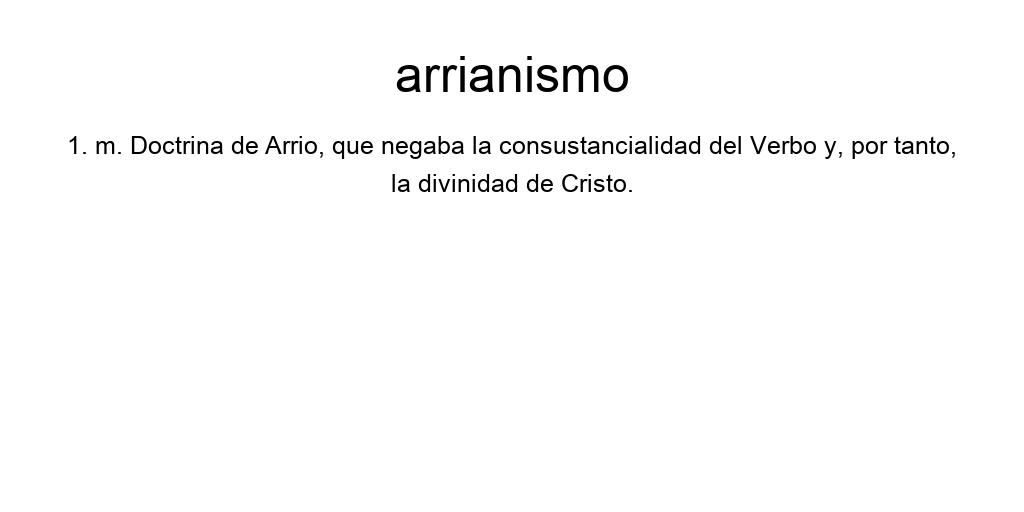 arrianismo
1. m. Doctrina de Arrio, que negaba la consustancialidad del Verbo y, por tanto,
la divinidad de Cristo.